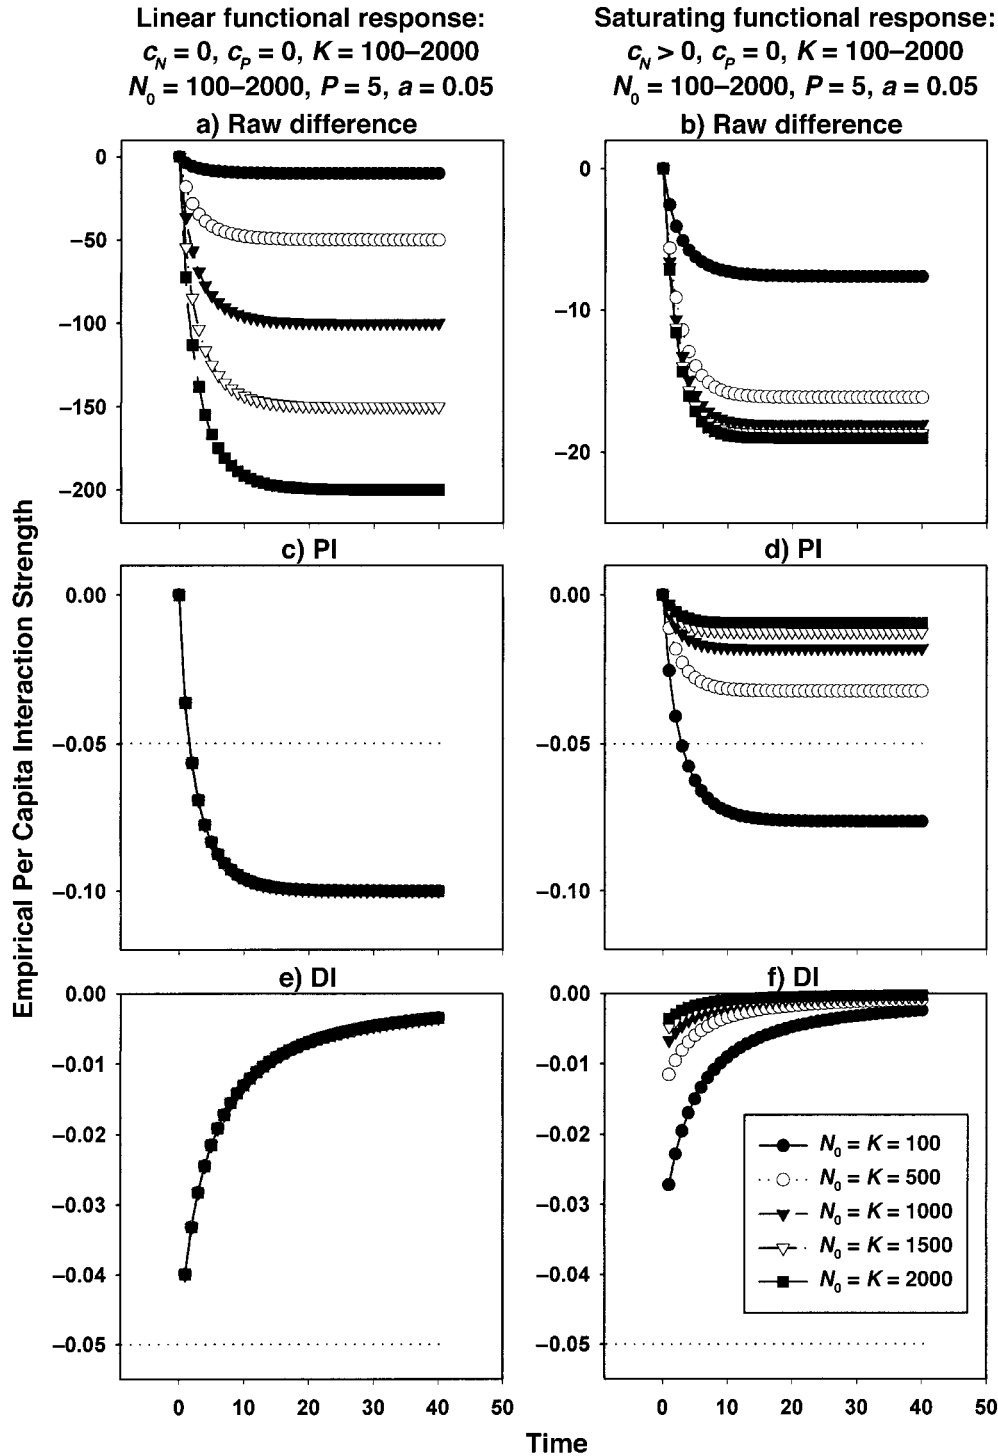 Linear functional response:
c_N = 0, c_P = 0, K = 100–2000
N_0 = 100–2000, P = 5, a = 0.05
Saturating functional response:
c_N > 0, c_P = 0, K = 100–2000
N_0 = 100–2000, P = 5, a = 0.05
a) Raw difference
0
−50
−100
−150
−200
b) Raw difference
0
−10
−20
Empirical Per Capita Interaction Strength
c) PI
0.00
−0.05
−0.10
d) PI
0.00
−0.05
−0.10
e) DI
0.00
−0.01
−0.02
−0.03
−0.04
−0.05
0 10 20 30 40 50
f) DI
0.00
−0.01
−0.02
−0.03
−0.04
−0.05
N_0 = K = 100
N_0 = K = 500
N_0 = K = 1000
N_0 = K = 1500
N_0 = K = 2000
0 10 20 30 40 50
Time